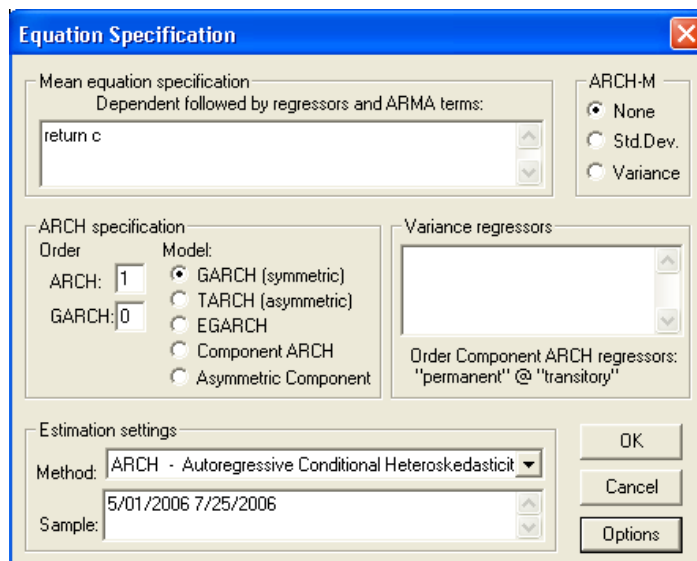 Equation Specification
Mean equation specification
Dependent followed by regressors and ARMA terms:
return c
ARCH-M
None
Std.Dev.
Variance
ARCH specification
Order
Model:
ARCH: 1
GARCH: 0
GARCH (symmetric)
TARCH (asymmetric)
EGARCH
Component ARCH
Asymmetric Component
Variance regressors
Order Component ARCH regressors:
"permanent" @ "transitory"
Estimation settings
Method: ARCH - Autoregressive Conditional Heteroskedasticit
Sample: 5/01/2006 7/25/2006
OK
Cancel
Options